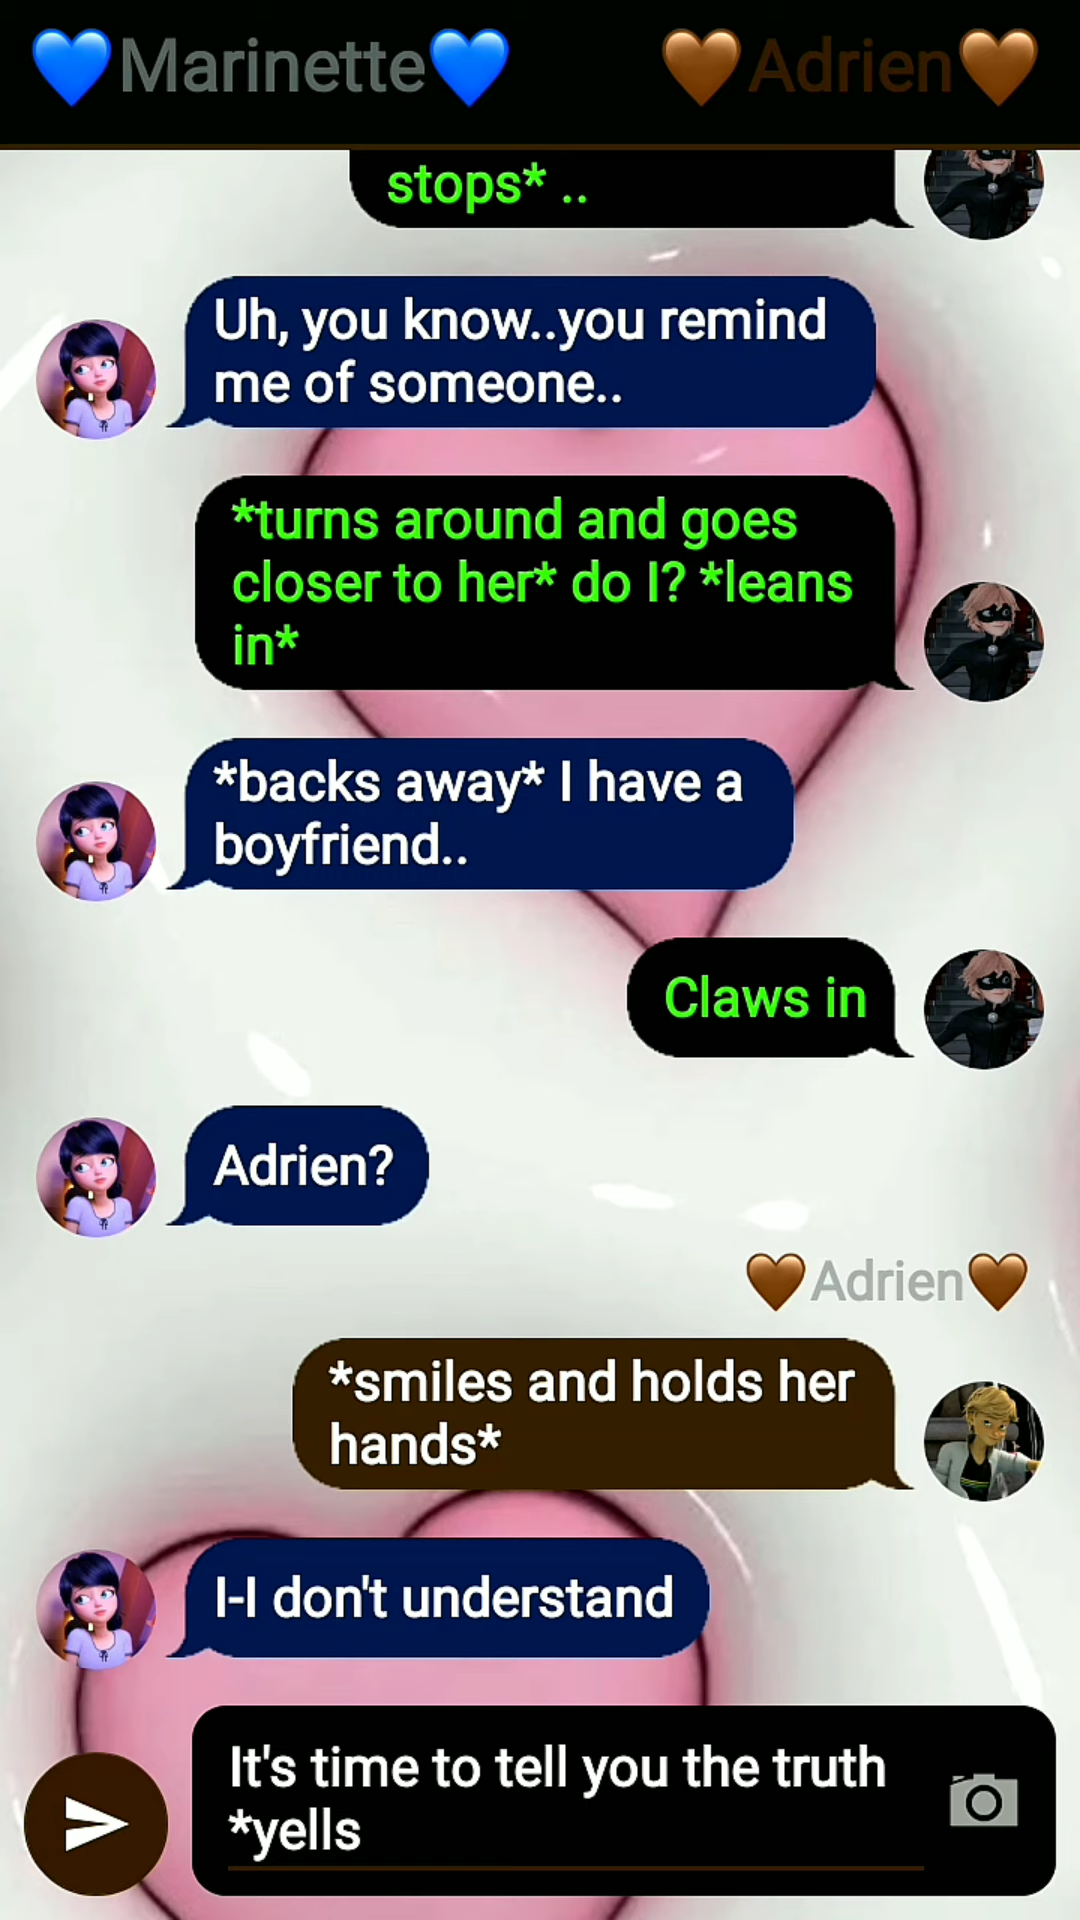 💙Marinette💙 🤎Adrien🤎
stops* ..
Uh, you know..you remind
me of someone..
*turns around and goes
closer to her* do I? *leans
in*
*backs away* I have a
boyfriend..
Claws in
Adrien?
🤎Adrien🤎
*smiles and holds her
hands*
I-I don't understand
It's time to tell you the truth
*yells